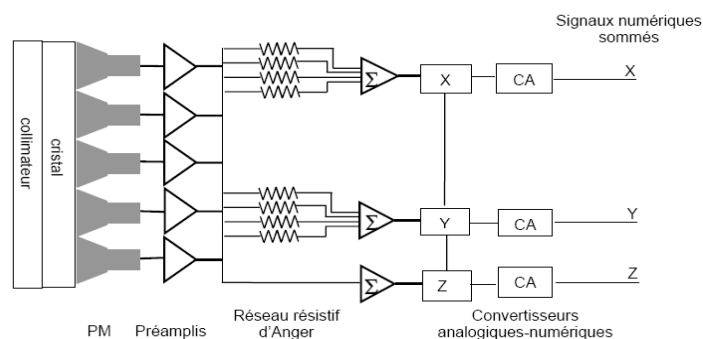 Signaux numériques
sommés
collimateur
cristal
Σ
X
CA
X
Σ
Y
CA
Y
Σ
Z
CA
Z
PM
Préamplis
Réseau résistif
d'Anger
Convertisseurs
analogiques-numériques